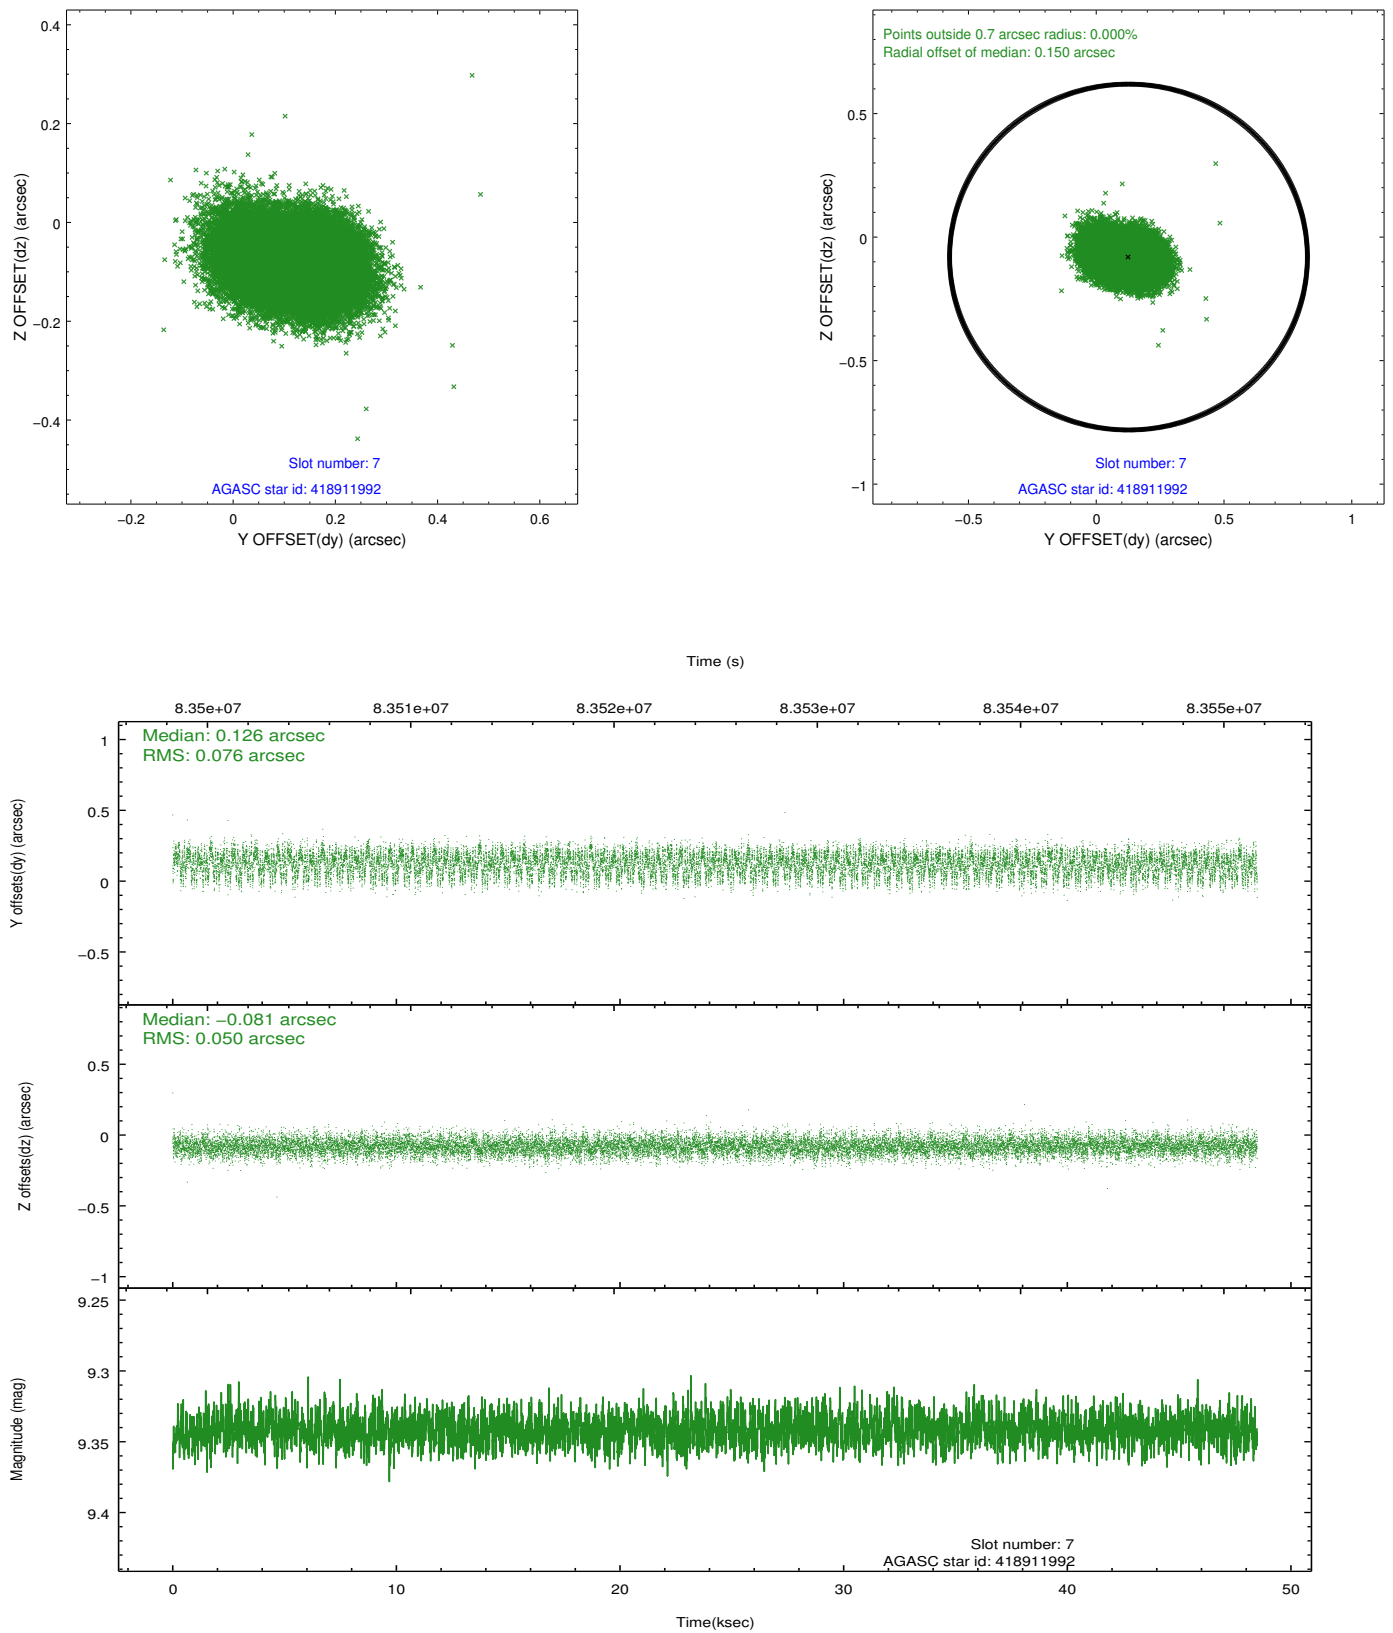 0.4
0.2
0
−0.2
−0.4
Z OFFSET(dz) (arcsec)
Slot number: 7
AGASC star id: 418911992
−0.2 0 0.2 0.4 0.6
Y OFFSET(dy) (arcsec)
Points outside 0.7 arcsec radius: 0.000%
Radial offset of median: 0.150 arcsec
0.5
0
−0.5
−1
Z OFFSET(dz) (arcsec)
Slot number: 7
AGASC star id: 418911992
−0.5 0 0.5 1
Y OFFSET(dy) (arcsec)
Time (s)
8.35e+07 8.351e+07 8.352e+07 8.353e+07 8.354e+07 8.355e+07
Median: 0.126 arcsec
RMS: 0.076 arcsec
1
0.5
0
−0.5
Y offsets(dy) (arcsec)
Median: −0.081 arcsec
RMS: 0.050 arcsec
0.5
0
−0.5
−1
Z offsets(dz) (arcsec)
9.25
9.3
9.35
9.4
Magnitude (mag)
Slot number: 7
AGASC star id: 418911992
0 10 20 30 40 50
Time(ksec)